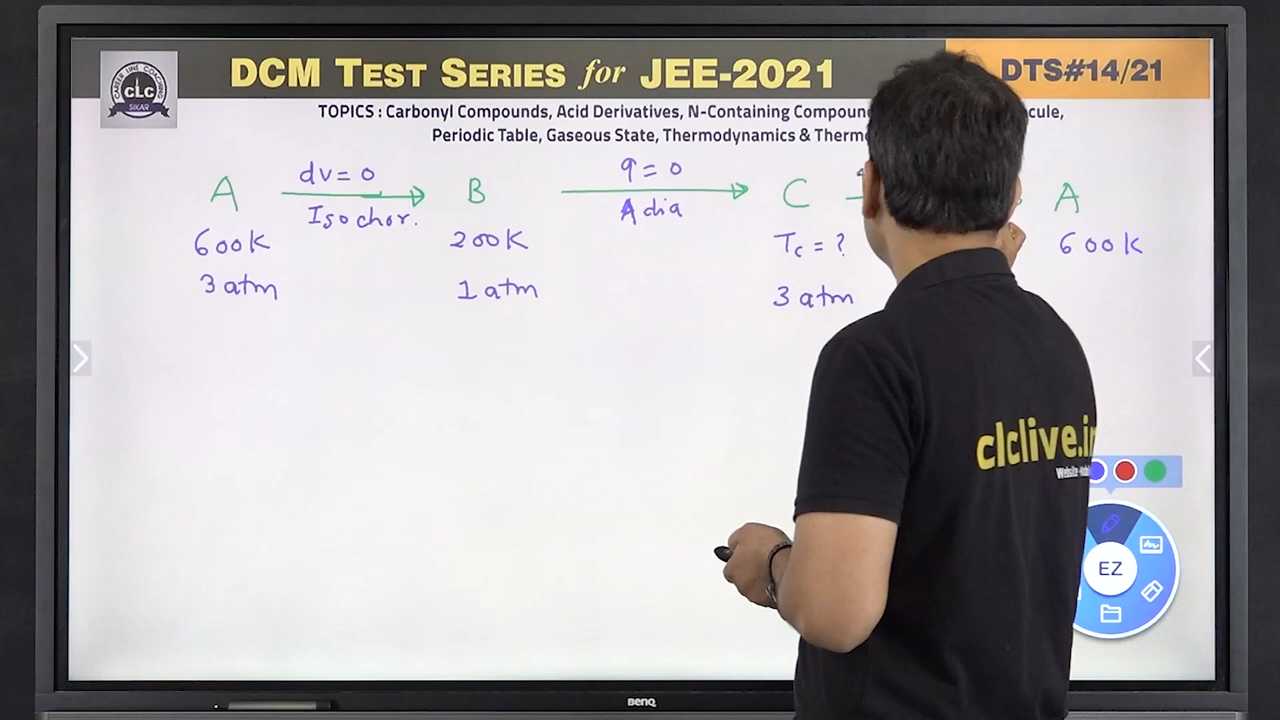 DCM TEST SERIES for JEE-2021
DTS#14/21
CLC
SIKAR
TOPICS : Carbonyl Compounds, Acid Derivatives, N-Containing
Periodic Table, Gaseous State, Thermodynamics &
A dv = 0 B q = 0 C A
Isochor. Adia
600K 200K Tc = ? 600K
3 atm 1 atm 3 atm
clclive.in
EZ
BenQ